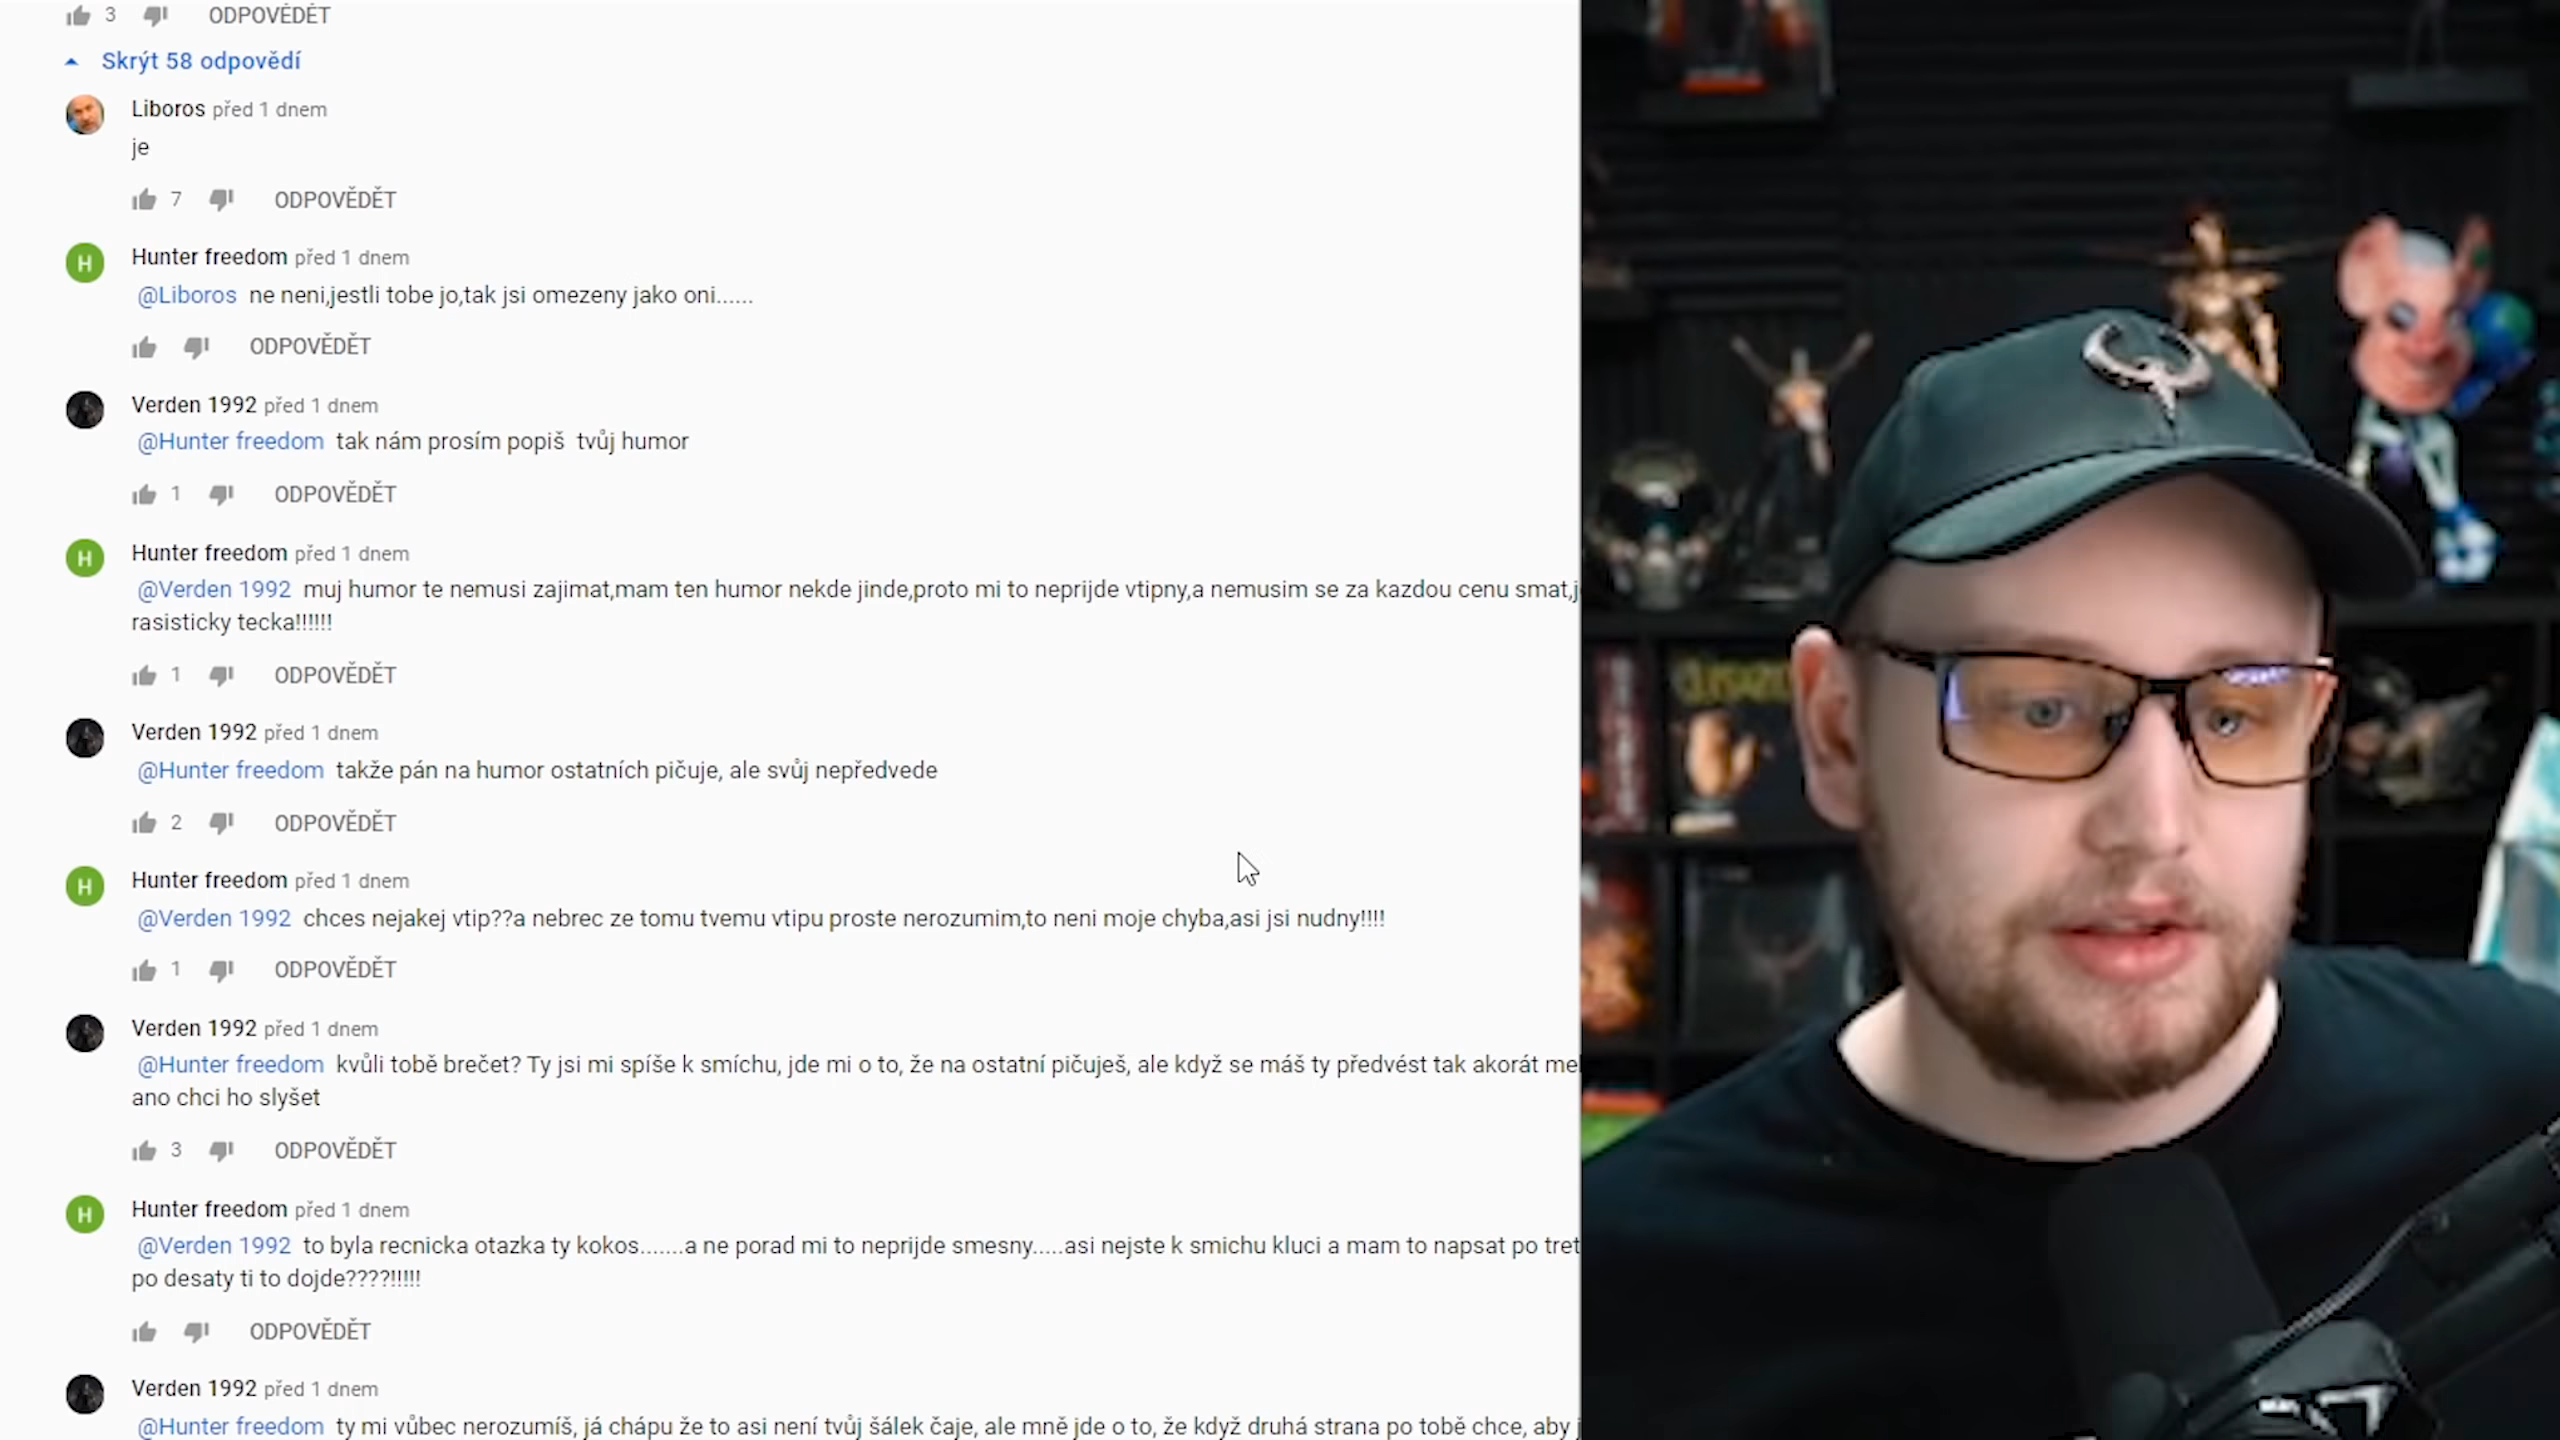 3 ODPOVĚDĚT
Skrýt 58 odpovědí
Liboros před 1 dnem
je
7 ODPOVĚDĚT
Hunter freedom před 1 dnem
@Liboros ne neni,jestli tobe jo,tak jsi omezeny jako oni......
ODPOVĚDĚT
Verden 1992 před 1 dnem
@Hunter freedom tak nám prosím popiš tvůj humor
1 ODPOVĚDĚT
Hunter freedom před 1 dnem
@Verden 1992 muj humor te nemusi zajimat,mam ten humor nekde jinde,proto mi to neprijde vtipny,a nemusim se za kazdou cenu smat,
rasisticky tecka!!!!!!
1 ODPOVĚDĚT
Verden 1992 před 1 dnem
@Hunter freedom takže pán na humor ostatních pičuje, ale svůj nepředvede
2 ODPOVĚDĚT
Hunter freedom před 1 dnem
@Verden 1992 chces nejakej vtip??a nebrec ze tomu tvemu vtipu proste nerozumim,to neni moje chyba,asi jsi nudny!!!!
1 ODPOVĚDĚT
Verden 1992 před 1 dnem
@Hunter freedom kvůli tobě brečet? Ty jsi mi spíše k smíchu, jde mi o to, že na ostatní pičuješ, ale když se máš ty předvést tak akorát
ano chci ho slyšet
3 ODPOVĚDĚT
Hunter freedom před 1 dnem
@Verden 1992 to byla recnicka otazka ty kokos.......a ne porad mi to neprijde smesny.....asi nejste k smichu kluci a mam to napsat po tret
po desaty ti to dojde????!!!!!
ODPOVĚDĚT
Verden 1992 před 1 dnem
@Hunter freedom ty mi vůbec nerozumíš, já chápu že to asi není tvůj šálek čaje, ale mně jde o to, že když druhá strana po tobě chce, aby